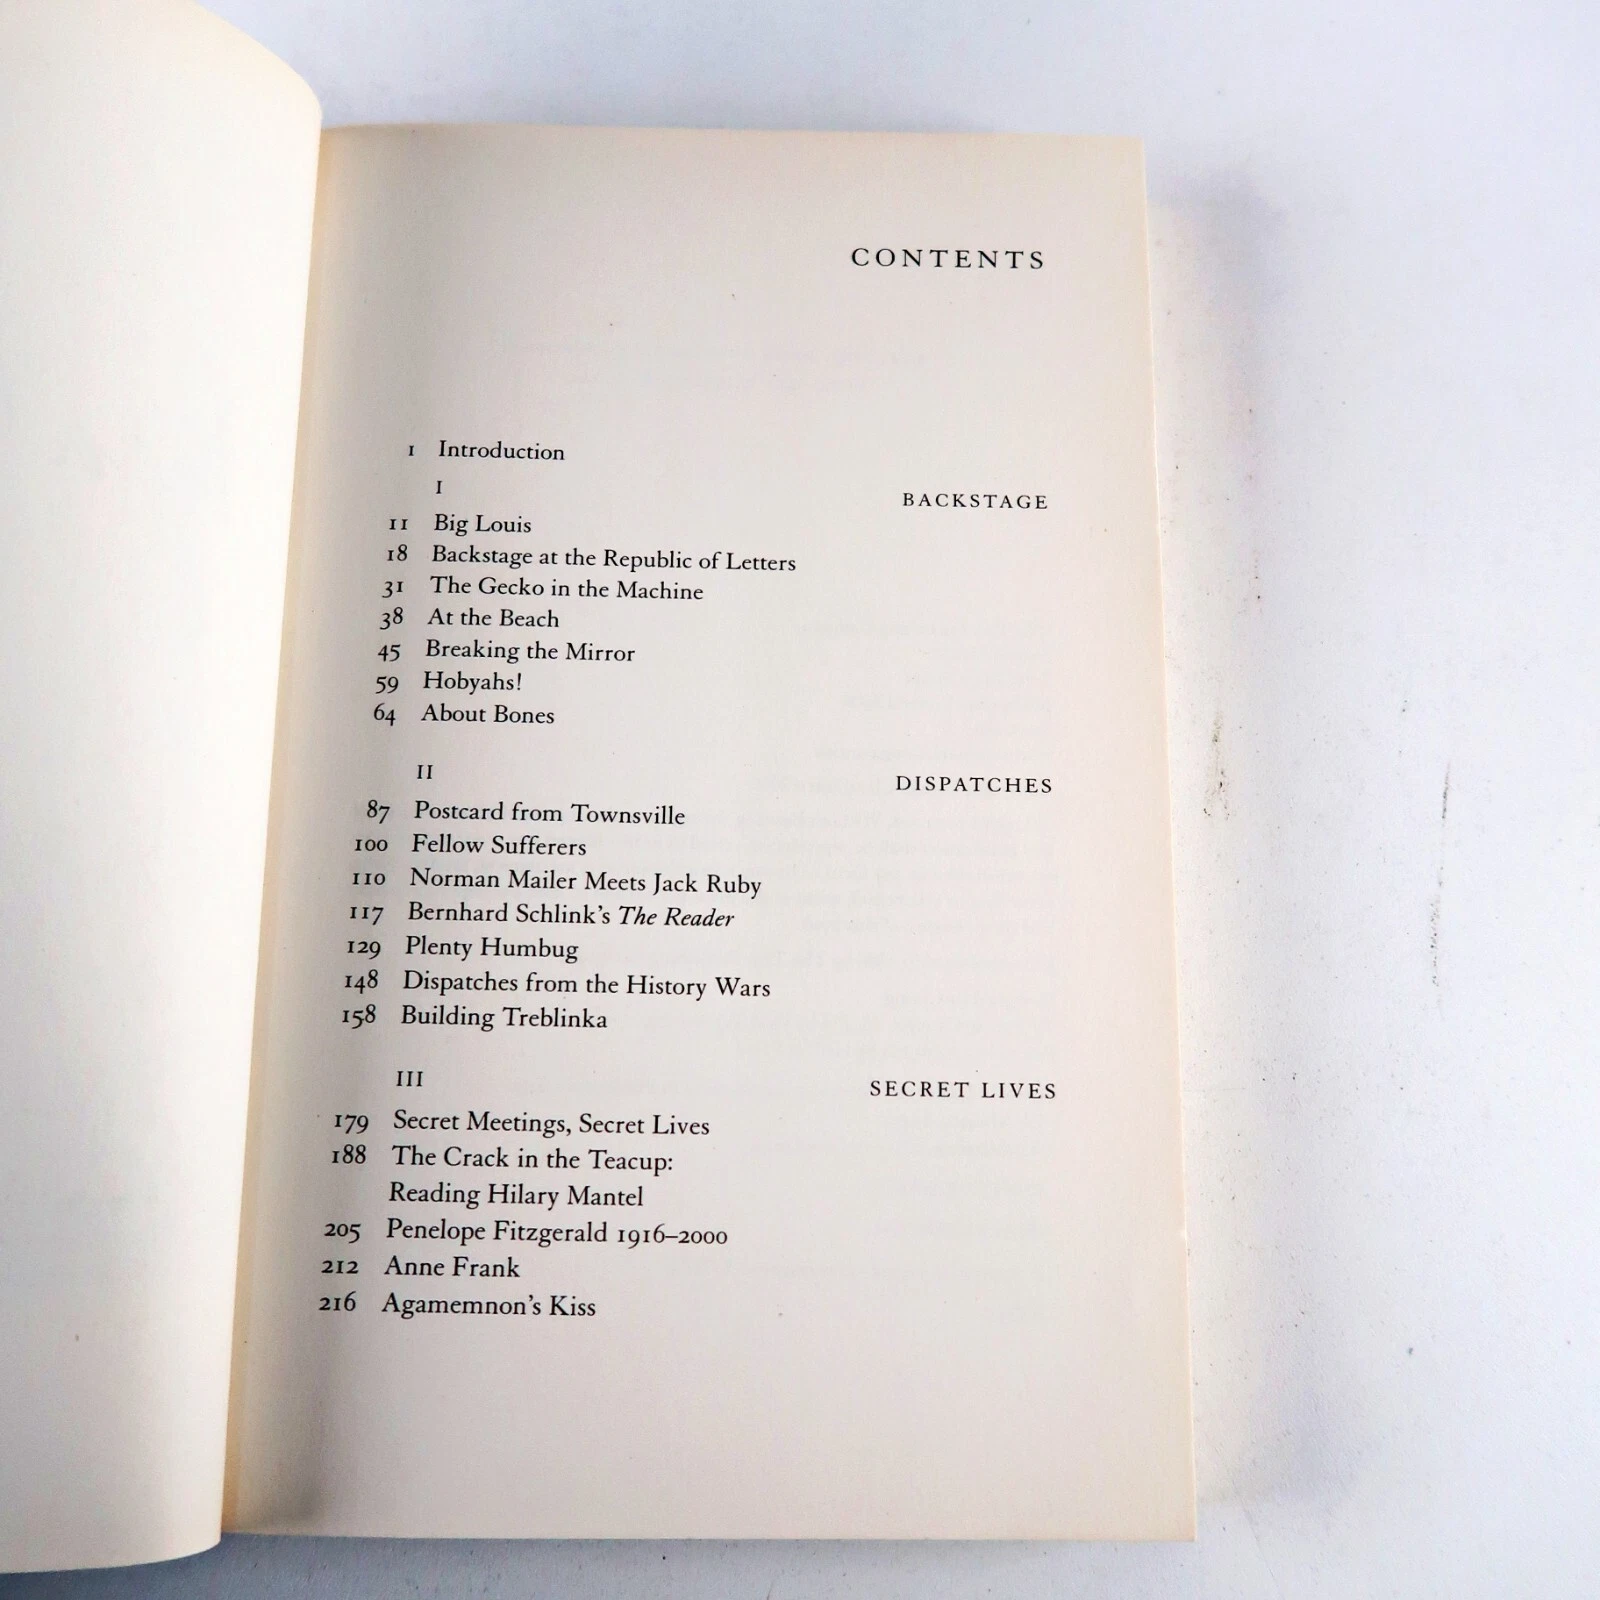 CONTENTS
1 Introduction
I BACKSTAGE
11 Big Louis
18 Backstage at the Republic of Letters
31 The Gecko in the Machine
38 At the Beach
45 Breaking the Mirror
59 Hobyahs!
64 About Bones
II DISPATCHES
87 Postcard from Townsville
100 Fellow Sufferers
110 Norman Mailer Meets Jack Ruby
117 Bernhard Schlink's The Reader
129 Plenty Humbug
148 Dispatches from the History Wars
158 Building Treblinka
III SECRET LIVES
179 Secret Meetings, Secret Lives
188 The Crack in the Teacup:
Reading Hilary Mantel
205 Penelope Fitzgerald 1916–2000
212 Anne Frank
216 Agamemnon's Kiss